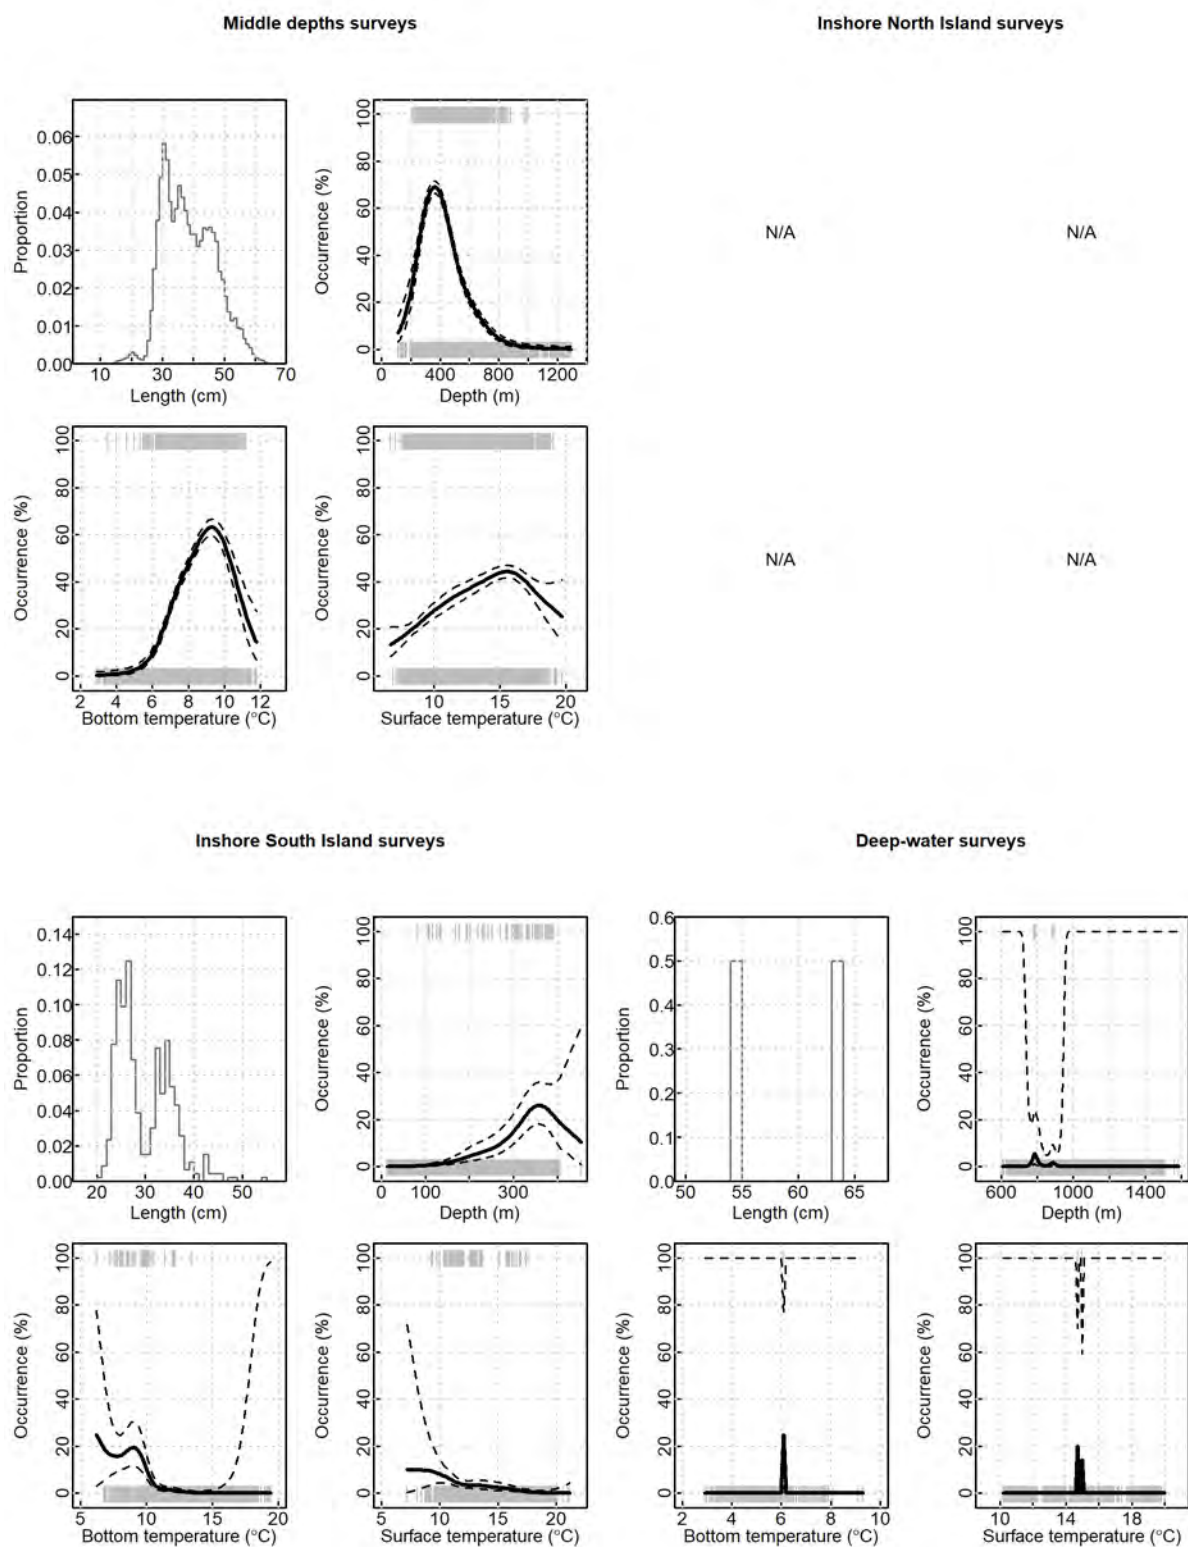 Middle depths surveys
Inshore North Island surveys
Proportion
0.06
0.05
0.04
0.03
0.02
0.01
0.00
10 30 50 70
Length (cm)
Occurrence (%)
100
80
60
40
20
0
0 400 800 1200
Depth (m)
N/A
N/A
Occurrence (%)
100
80
60
40
20
0
2 4 6 8 10 12
Bottom temperature (°C)
Occurrence (%)
100
80
60
40
20
0
10 15 20
Surface temperature (°C)
N/A
N/A
Inshore South Island surveys
Deep-water surveys
Proportion
0.14
0.12
0.10
0.08
0.06
0.04
0.02
0.00
20 30 40 50
Length (cm)
Occurrence (%)
100
80
60
40
20
0
0 100 300
Depth (m)
Proportion
0.6
0.5
0.4
0.3
0.2
0.1
0.0
50 55 60 65
Length (cm)
Occurrence (%)
100
80
60
40
20
0
600 1000 1400
Depth (m)
Occurrence (%)
100
80
60
40
20
0
5 10 15 20
Bottom temperature (°C)
Occurrence (%)
100
80
60
40
20
0
5 10 15 20
Surface temperature (°C)
Occurrence (%)
100
80
60
40
20
0
2 4 6 8 10
Bottom temperature (°C)
Occurrence (%)
100
80
60
40
20
0
10 12 14 16 18
Surface temperature (°C)